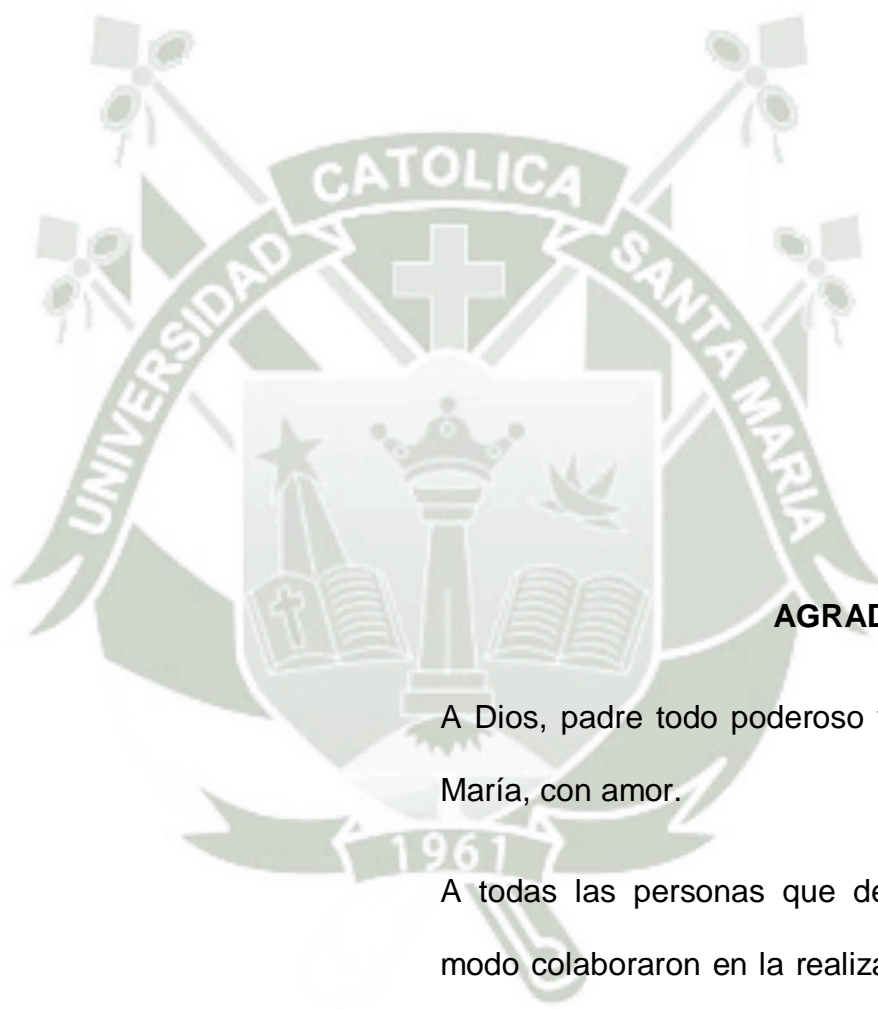 CATOLICA
UNIVERSIDAD
SANTA MARIA
AGRAD
A Dios, padre todo poderoso
María, con amor.
1961
A todas las personas que de
modo colaboraron en la realiza